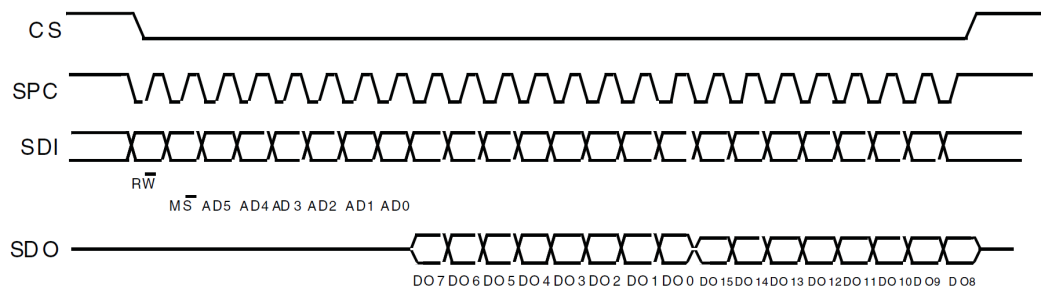 CS
SPC
SDI
RW
MS AD5 AD4 AD3 AD2 AD1 AD0
SDO
DO7 DO6 DO5 DO4 DO3 DO2 DO1 DO0 DO15 DO14 DO13 DO12 DO11 DO10 DO9 DO8